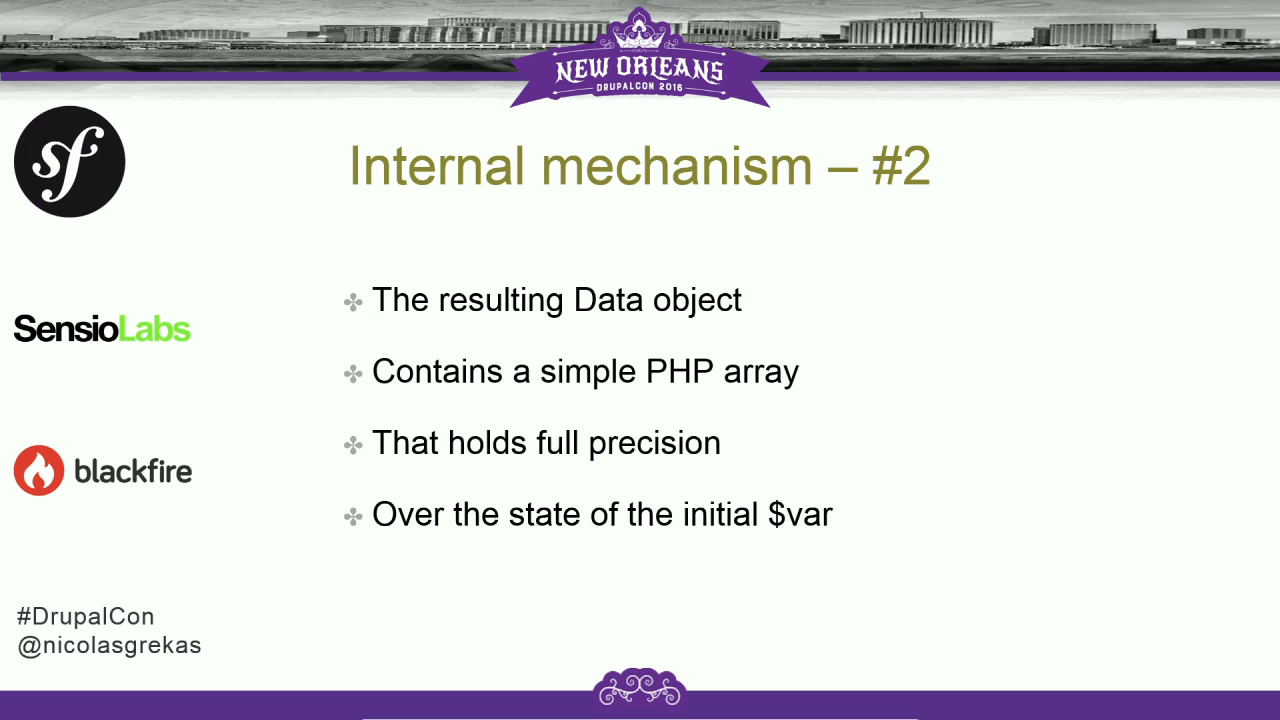 NEW ORLEANS
DRUPALCON 2016
sf
Internal mechanism – #2
The resulting Data object
SensioLabs
Contains a simple PHP array
That holds full precision
blackfire
Over the state of the initial $var
#DrupalCon
@nicolasgrekas